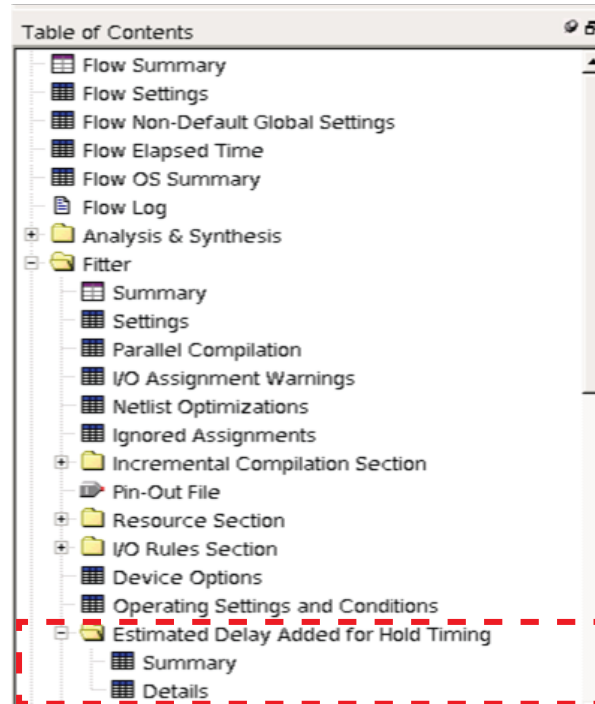 Table of Contents
Flow Summary
Flow Settings
Flow Non-Default Global Settings
Flow Elapsed Time
Flow OS Summary
Flow Log
Analysis & Synthesis
Fitter
Summary
Settings
Parallel Compilation
I/O Assignment Warnings
Netlist Optimizations
Ignored Assignments
Incremental Compilation Section
Pin-Out File
Resource Section
I/O Rules Section
Device Options
Operating Settings and Conditions
Estimated Delay Added for Hold Timing
Summary
Details